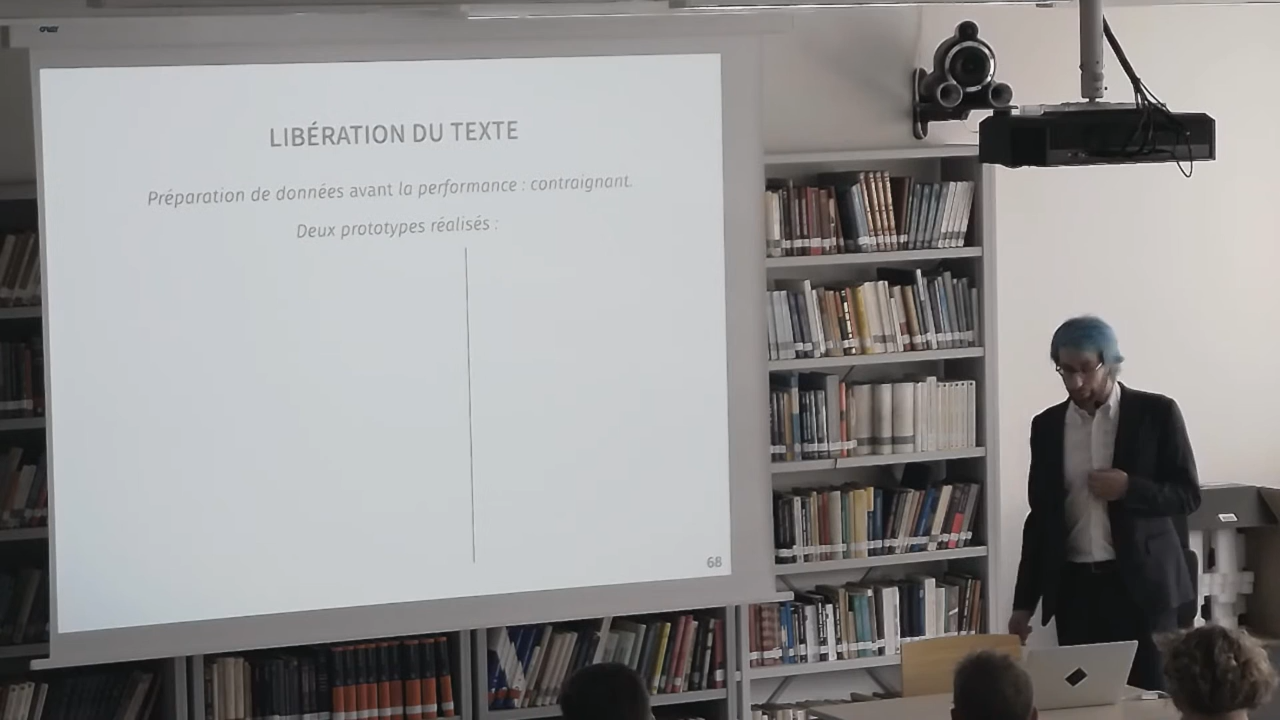 LIBÉRATION DU TEXTE
Préparation de données avant la performance : contraignant.
Deux prototypes réalisés :
68